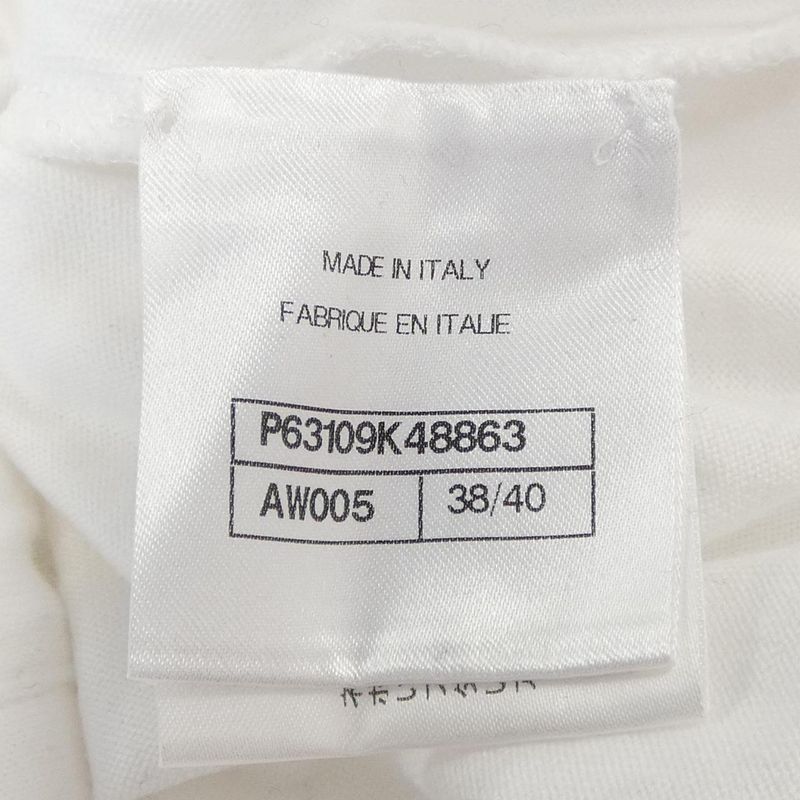 MADE IN ITALY
FABRIQUE EN ITALIE
P63109K48863
AW005 38/40